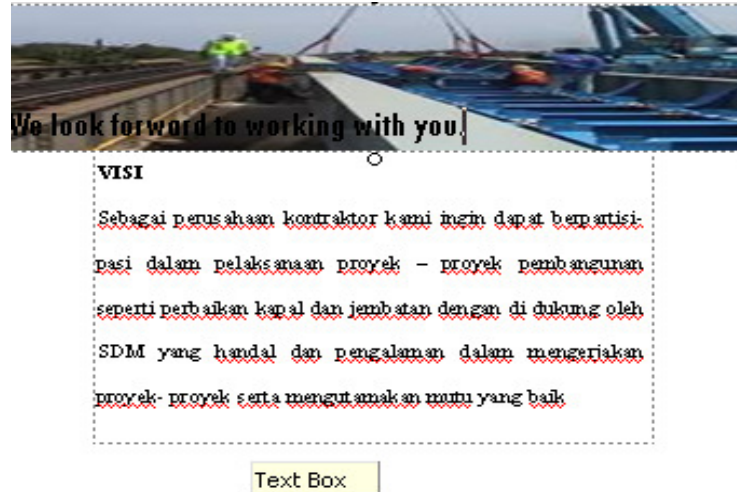 We look forward to working with you.
VISI
Sebagai perusahaan kontraktor kami ingin dapat berpartisi-
pasi dalam pelaksanaan proyek – proyek pembangunan
seperti perbaikan kapal dan jembatan dengan di dukung oleh
SDM yang handal dan pengalaman dalam mengerjakan
proyek- proyek serta mengutamakan mutu yang baik
Text Box